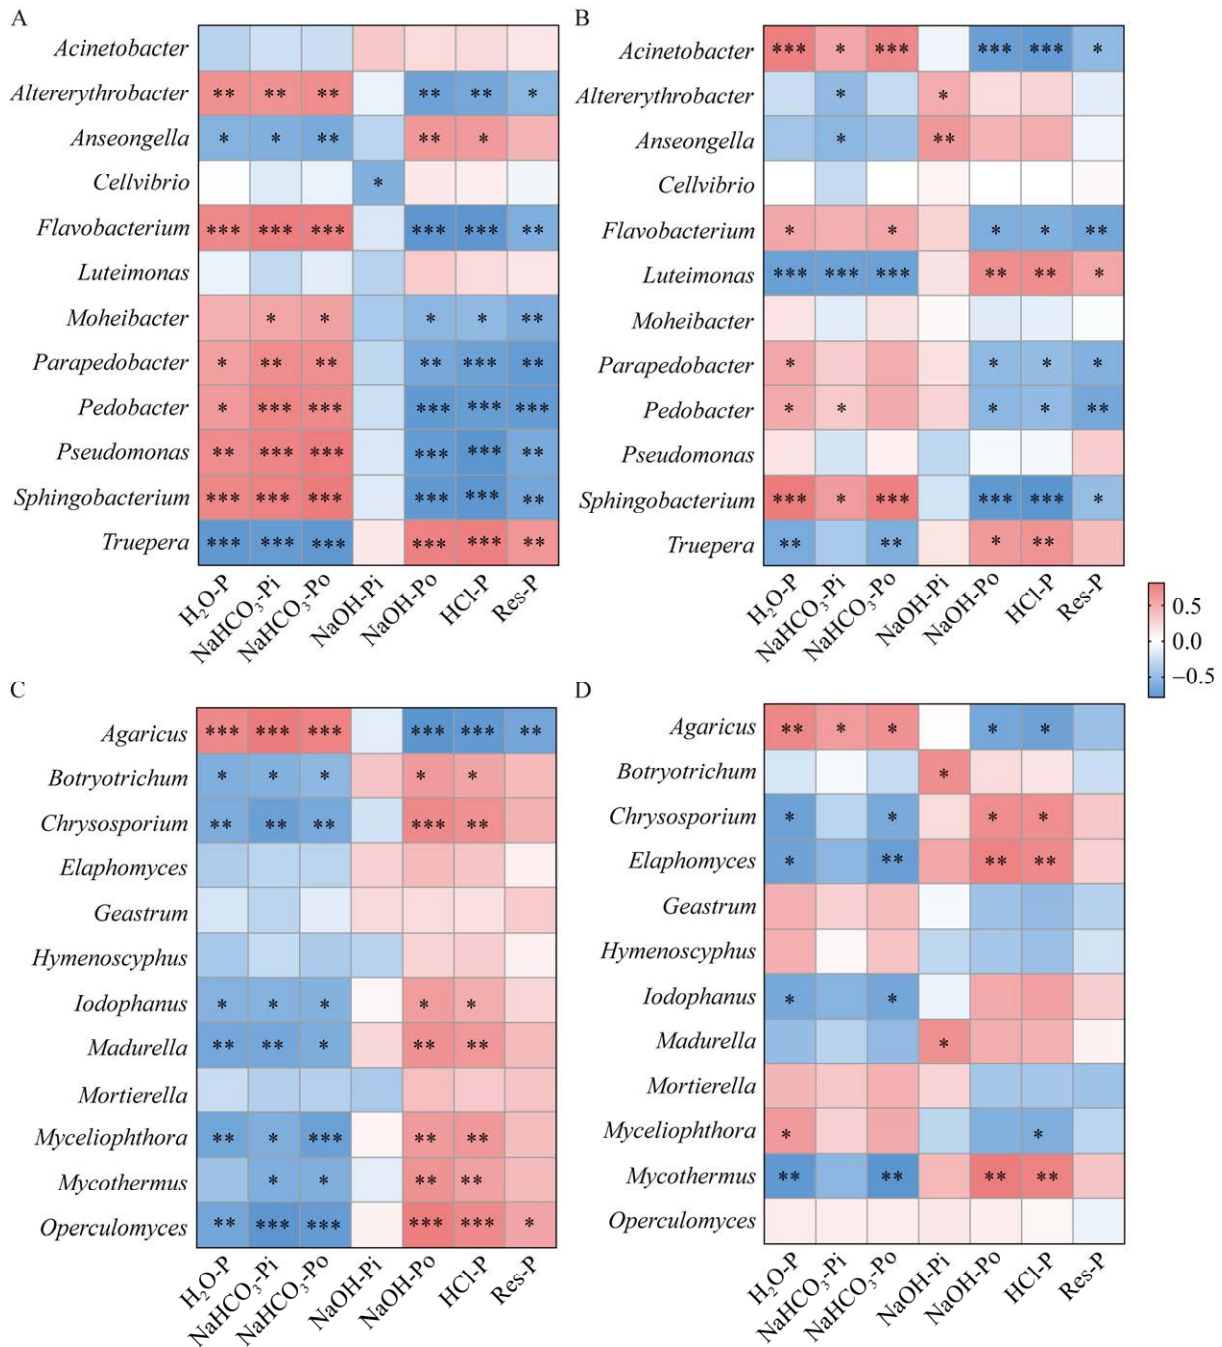 A
Acinetobacter
Altererythrobacter ** ** ** ** ** *
Anseongella * * ** ** *
Cellvibrio *
Flavobacterium *** *** *** *** *** **
Luteimonas
Moheibacter * * * * **
Parapedobacter * ** ** ** *** **
Pedobacter * *** *** *** *** ***
Pseudomonas ** *** *** *** *** **
Sphingobacterium *** *** *** *** *** **
Truepera *** *** *** *** *** **
H₂O-P NaHCO₃-Pi NaHCO₃-Po NaOH-Pi NaOH-Po HCl-P Res-P
B
Acinetobacter *** * *** *** *** *
Altererythrobacter * *
Anseongella * **
Cellvibrio
Flavobacterium * * * * **
Luteimonas *** *** *** ** ** *
Moheibacter
Parapedobacter * * * *
Pedobacter * * * * **
Pseudomonas
Sphingobacterium *** * *** *** *** *
Truepera ** ** * **
H₂O-P NaHCO₃-Pi NaHCO₃-Po NaOH-Pi NaOH-Po HCl-P Res-P
0.5
0.0
−0.5
C
Agaricus *** *** *** *** *** **
Botryotrichum * * * * *
Chrysosporium ** ** ** *** **
Elaphomyces
Geastrum
Hymenoscyphus
Iodophanus * * * * *
Madurella ** ** * ** **
Mortierella
Myceliophthora ** * *** ** **
Mycothermus * * ** **
Operculomyces ** *** *** *** *** *
H₂O-P NaHCO₃-Pi NaHCO₃-Po NaOH-Pi NaOH-Po HCl-P Res-P
D
Agaricus ** * * * *
Botryotrichum *
Chrysosporium * * * *
Elaphomyces * ** ** **
Geastrum
Hymenoscyphus
Iodophanus * *
Madurella *
Mortierella
Myceliophthora * *
Mycothermus ** ** ** **
Operculomyces
H₂O-P NaHCO₃-Pi NaHCO₃-Po NaOH-Pi NaOH-Po HCl-P Res-P